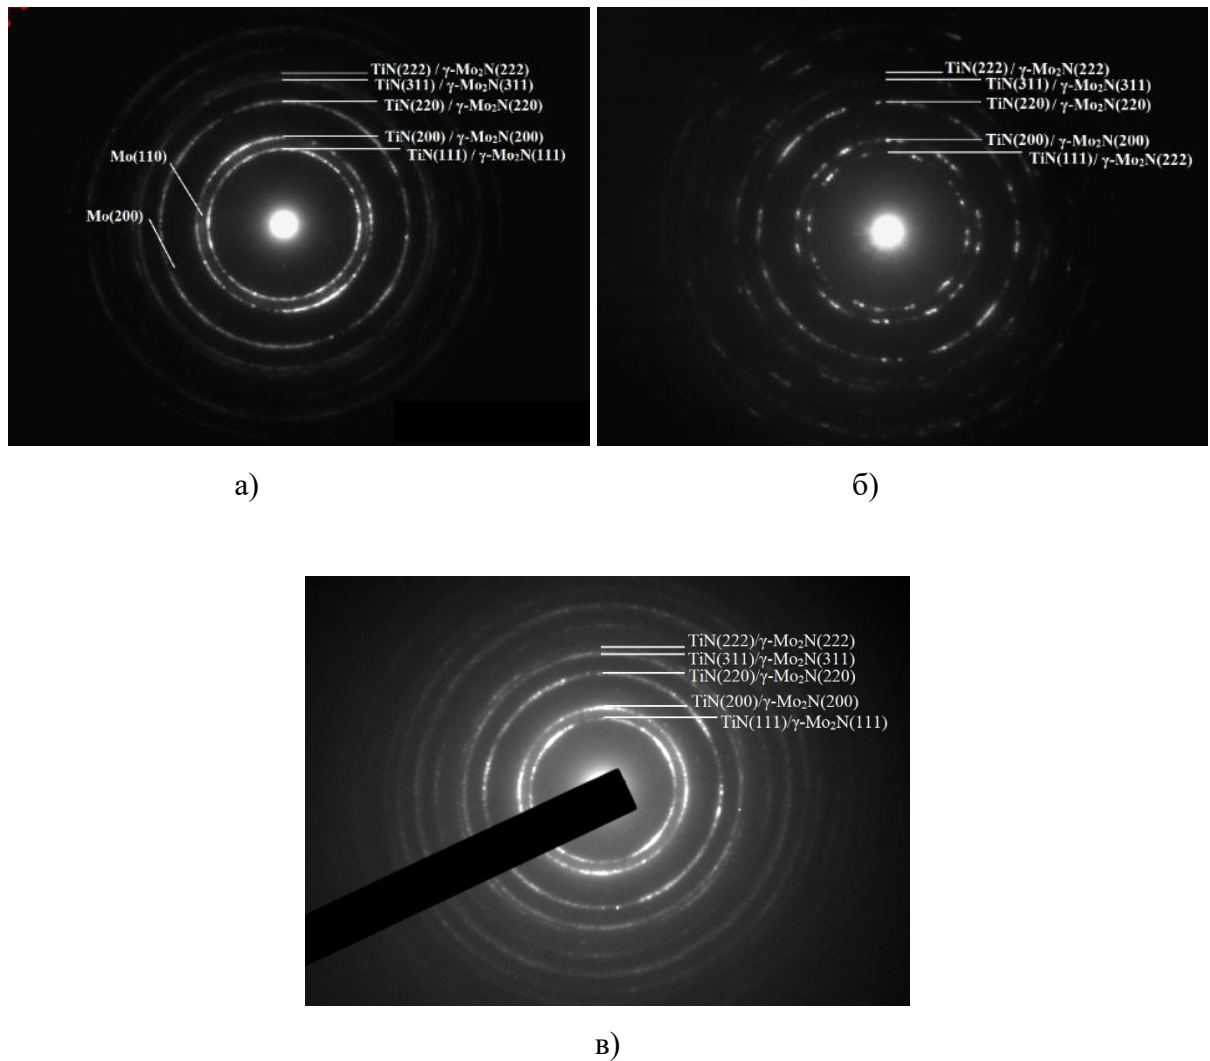 TiN(222) / γ-Mo₂N(222)
TiN(311) / γ-Mo₂N(311)
TiN(220) / γ-Mo₂N(220)
TiN(200) / γ-Mo₂N(200)
TiN(111) / γ-Mo₂N(111)
Mo(110)
Mo(200)
TiN(222) / γ-Mo₂N(222)
TiN(311) / γ-Mo₂N(311)
TiN(220) / γ-Mo₂N(220)
TiN(200) / γ-Mo₂N(200)
TiN(111)/ γ-Mo₂N(222)
а)
б)
TiN(222)/γ-Mo₂N(222)
TiN(311)/γ-Mo₂N(311)
TiN(220)/γ-Mo₂N(220)
TiN(200)/γ-Mo₂N(200)
TiN(111)/γ-Mo₂N(111)
в)